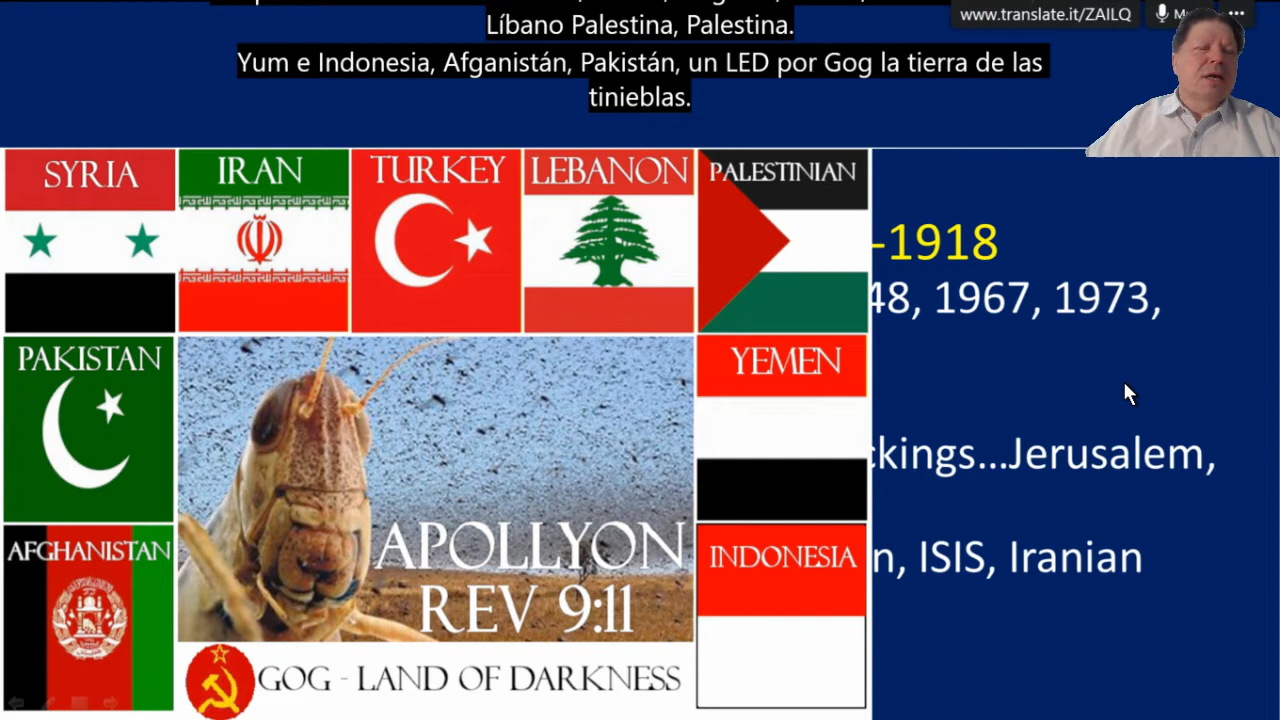 Líbano Palestina, Palestina.
Yum e Indonesia, Afganistán, Pakistán, un LED por Gog la tierra de las
tinieblas.
www.translate.it/ZAILQ
SYRIA
IRAN
TURKEY
LEBANON
PALESTINIAN
-1918
48, 1967, 1973,
PAKISTAN
YEMEN
ckings...Jerusalem,
APOLLYON
REV 9:11
AFGHANISTAN
INDONESIA
n, ISIS, Iranian
GOG - LAND OF DARKNESS